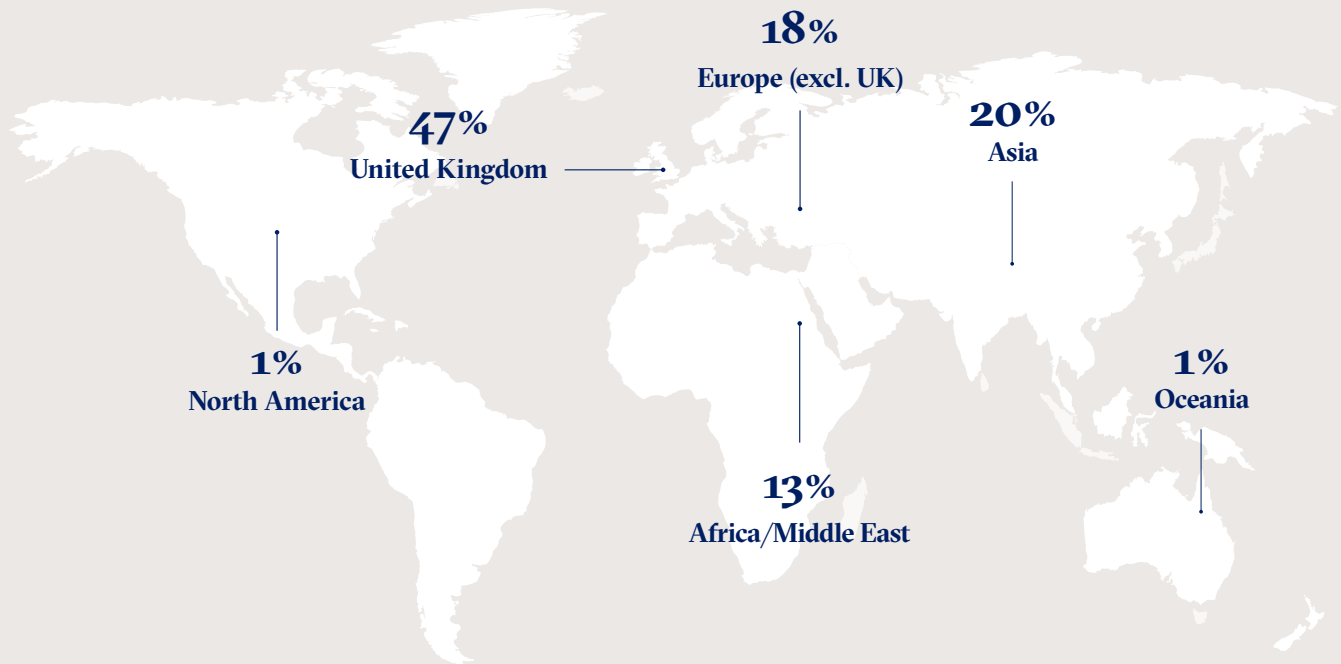 18%
Europe (excl. UK)
47%
United Kingdom
20%
Asia
1%
North America
1%
Oceania
13%
Africa/Middle East